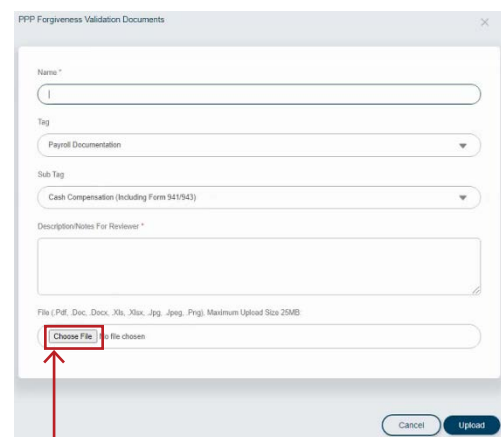 PPP Forgiveness Validation Documents
Name *
Tag
Payroll Documentation
Sub Tag
Cash Compensation (Including Form 941/943)
Description/Notes For Reviewer *
File (.Pdf, .Doc, .Docx, .Xls, .Xlsx, .Jpg, .Jpeg, .Png), Maximum Upload Size 25MB
Choose File No file chosen
Cancel Upload